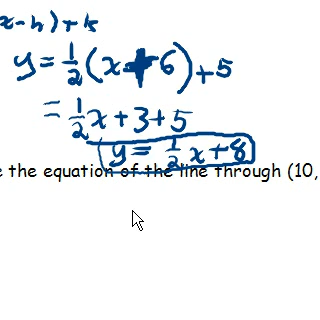 x-h)+k
y = 1/2(x+6)+5
= 1/2x+3+5
y = 1/2x+8
the equation of the line through (10,